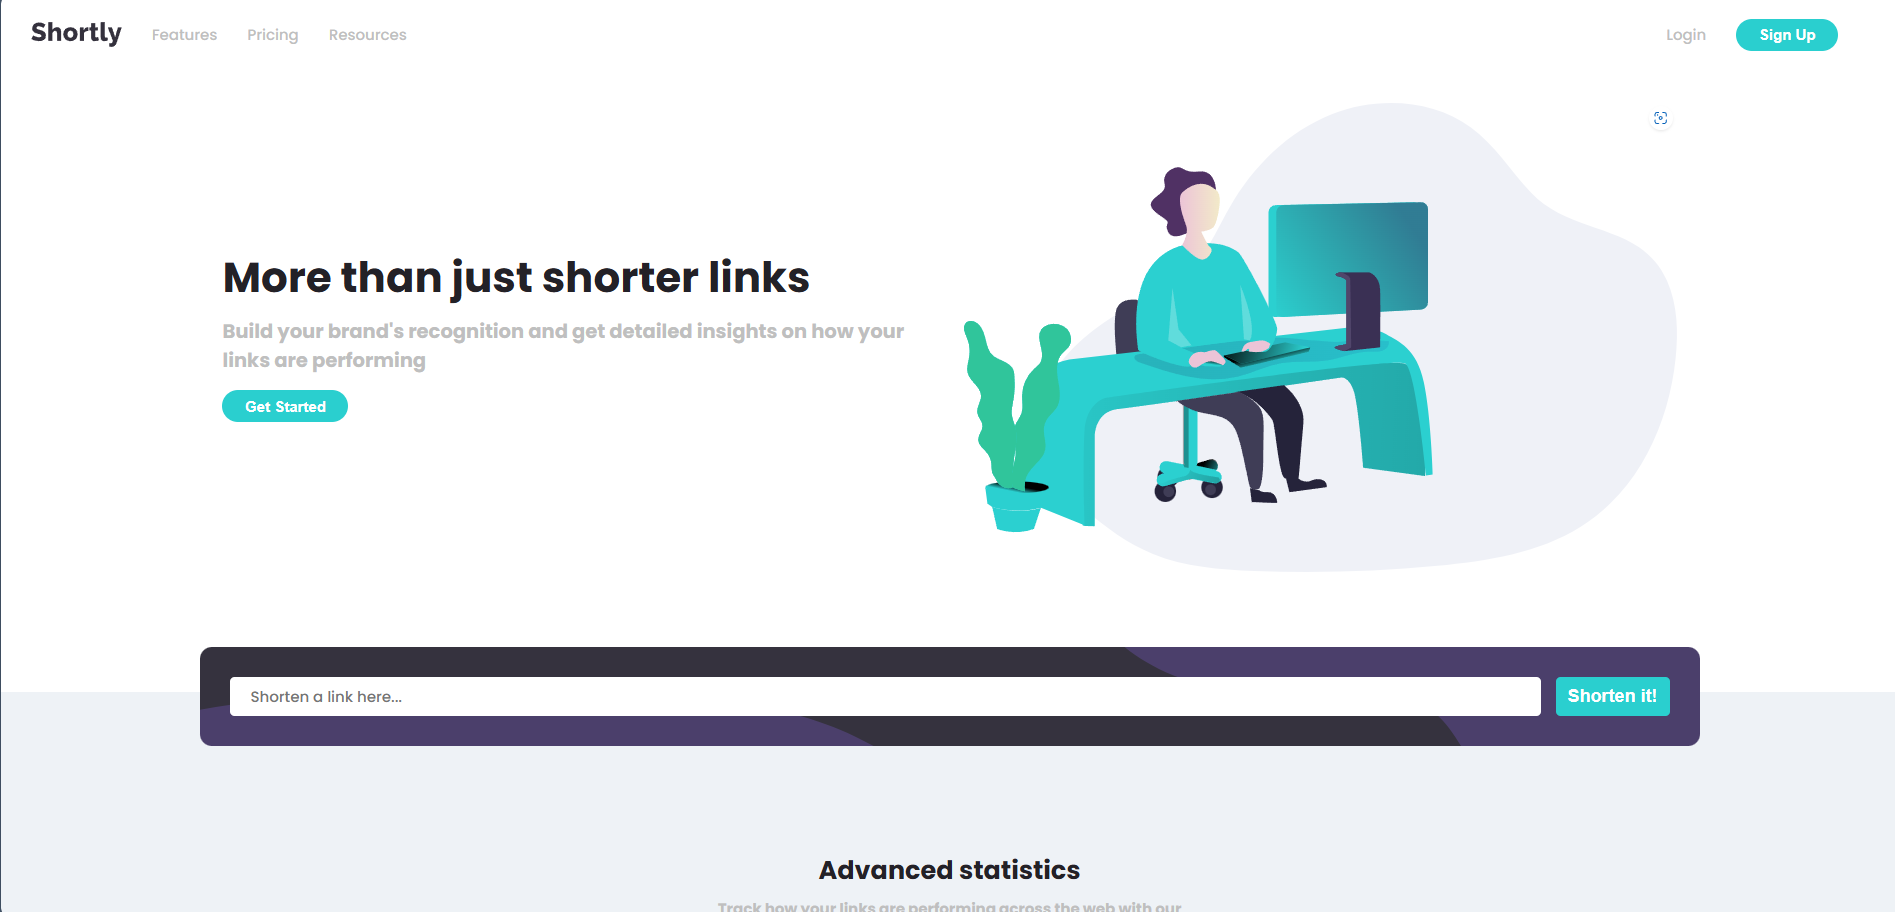 Shortly
Features
Pricing
Resources
Login
Sign Up
More than just shorter links
Build your brand's recognition and get detailed insights on how your
links are performing
Get Started
Shorten a link here...
Shorten it!
Advanced statistics
Track how your links are performing across the web with our